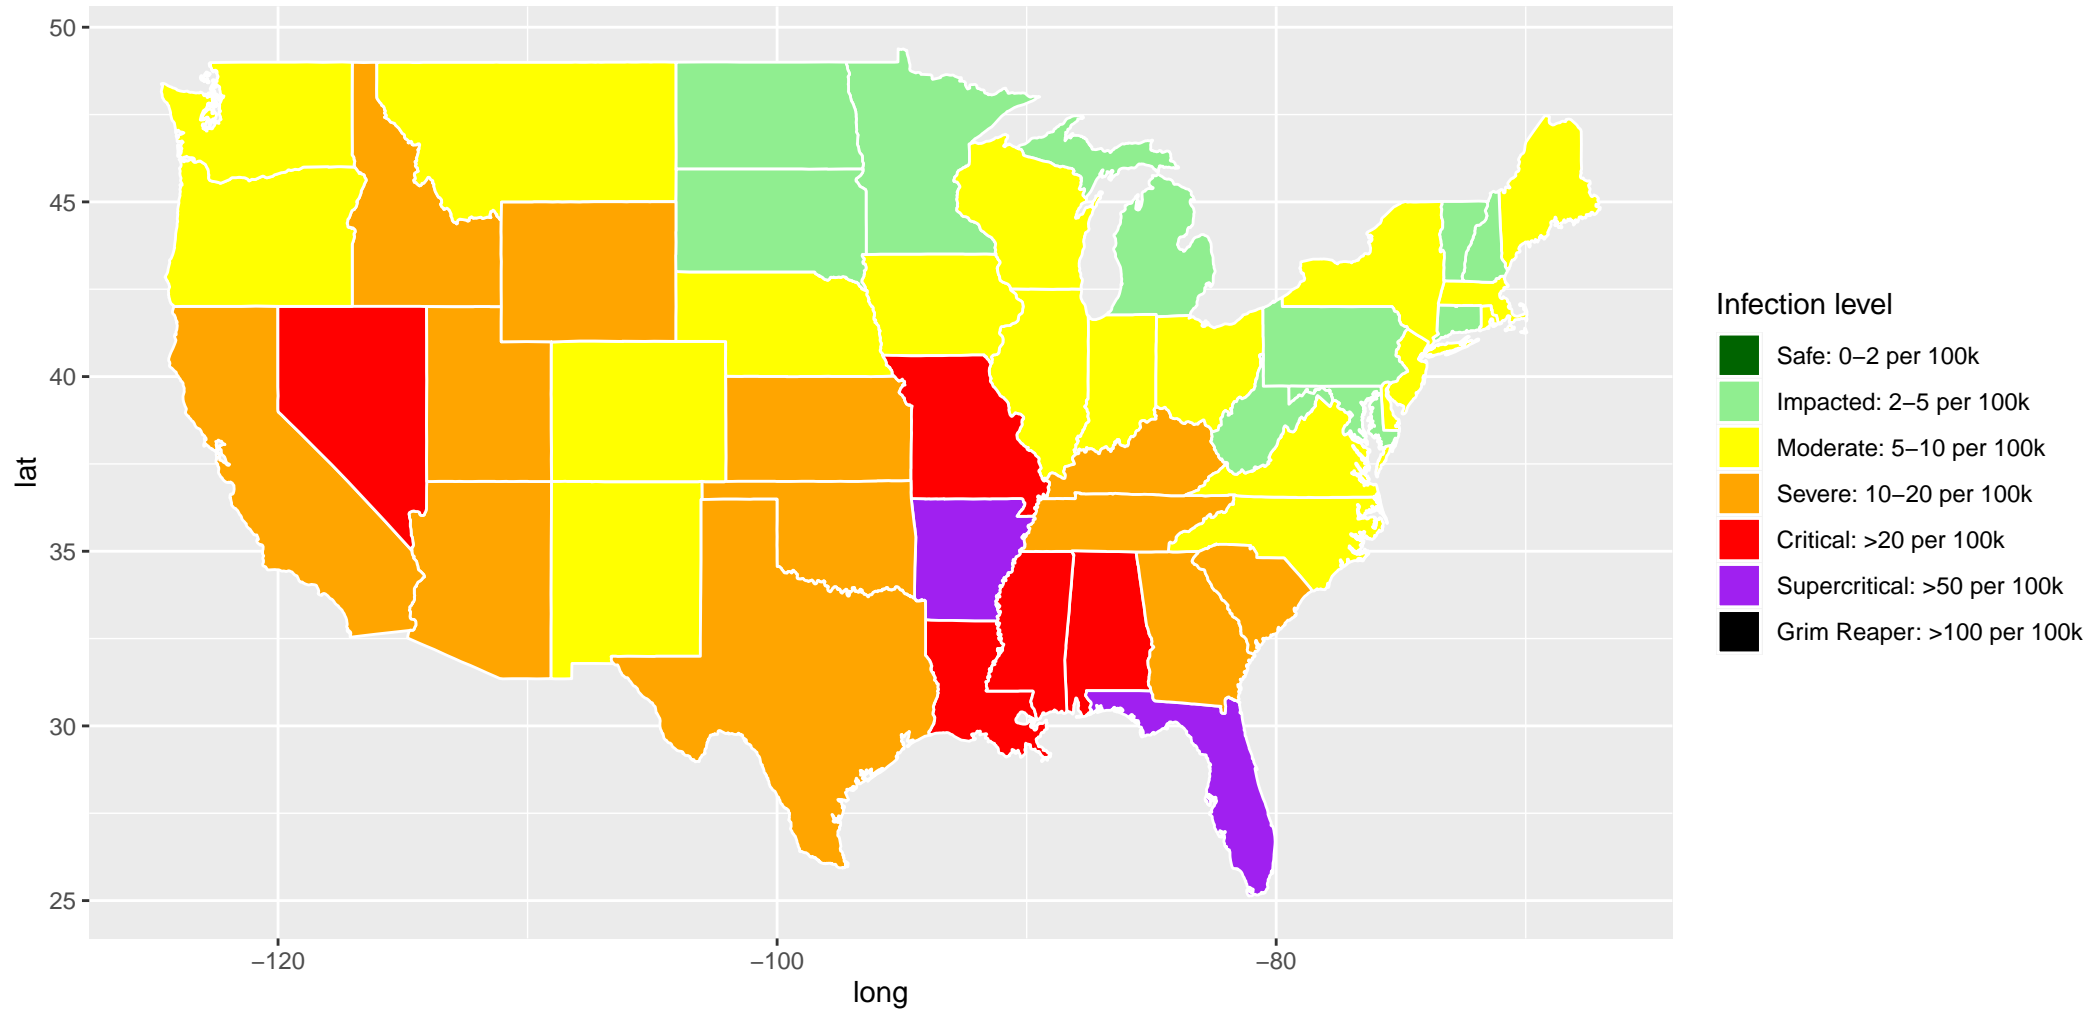 50
45
40
35
30
25
lat
−120
−100
−80
long
Infection level
Safe: 0−2 per 100k
Impacted: 2−5 per 100k
Moderate: 5−10 per 100k
Severe: 10−20 per 100k
Critical: >20 per 100k
Supercritical: >50 per 100k
Grim Reaper: >100 per 100k